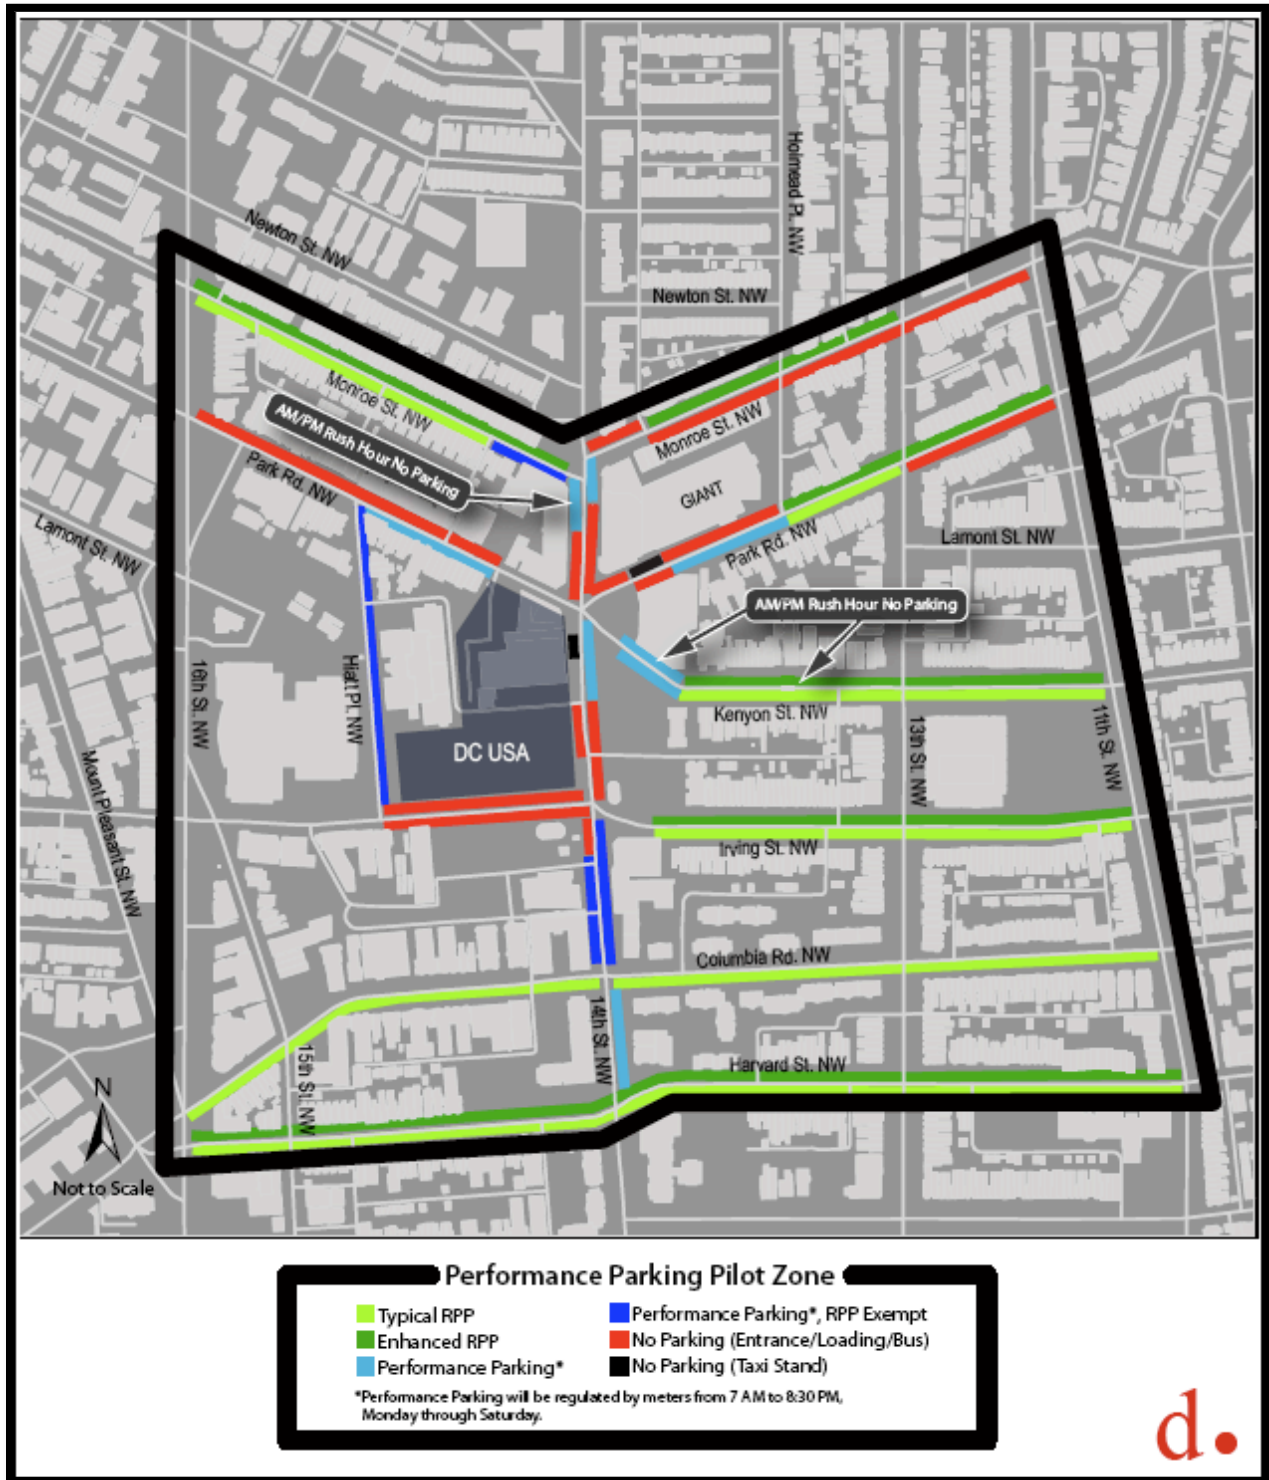 Holmead Pl. NW
Newton St. NW
Newton St. NW
Monroe St. NW
AM/PM Rush Hour No Parking
Monroe St. NW
Park Rd. NW
GIANT
Lamont St. NW
Park Rd. NW
Lamont St. NW
AM/PM Rush Hour No Parking
16th St. NW
Hiatt Pl. NW
Kenyon St. NW
13th St. NW
11th St. NW
DC USA
Mount Pleasant St. NW
Irving St. NW
Columbia Rd. NW
14th St. NW
15th St. NW
Harvard St. NW
N
Not to Scale
Performance Parking Pilot Zone
Typical RPP
Enhanced RPP
Performance Parking*
Performance Parking*, RPP Exempt
No Parking (Entrance/Loading/Bus)
No Parking (Taxi Stand)
*Performance Parking will be regulated by meters from 7 AM to 8:30 PM,
Monday through Saturday.
d.